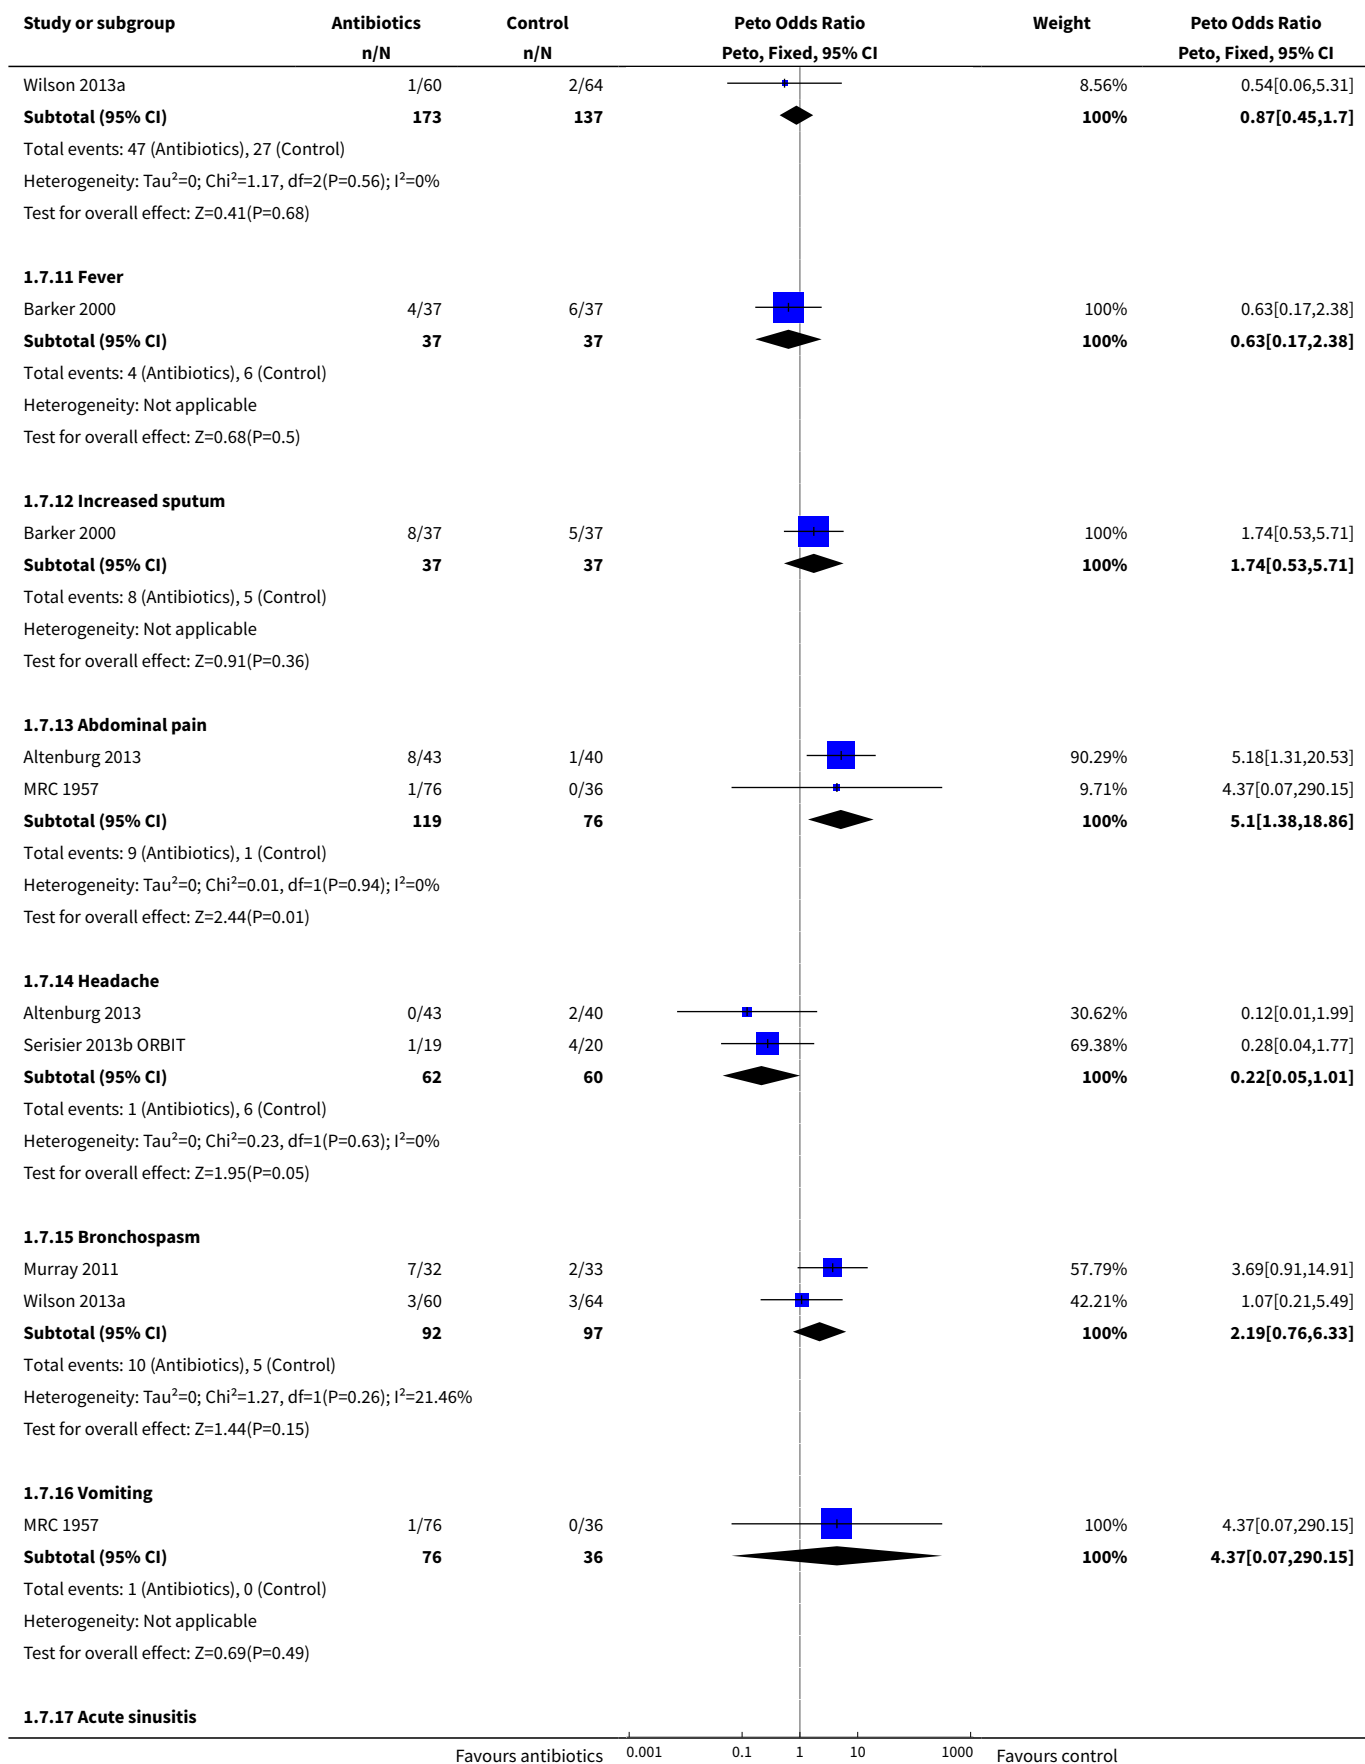 Study or subgroup Antibiotics Control Peto Odds Ratio Weight Peto Odds Ratio
n/N n/N Peto, Fixed, 95% CI Peto, Fixed, 95% CI
Wilson 2013a 1/60 2/64 8.56% 0.54[0.06,5.31]
Subtotal (95% CI) 173 137 100% 0.87[0.45,1.7]
Total events: 47 (Antibiotics), 27 (Control)
Heterogeneity: Tau²=0; Chi²=1.17, df=2(P=0.56); I²=0%
Test for overall effect: Z=0.41(P=0.68)
1.7.11 Fever
Barker 2000 4/37 6/37 100% 0.63[0.17,2.38]
Subtotal (95% CI) 37 37 100% 0.63[0.17,2.38]
Total events: 4 (Antibiotics), 6 (Control)
Heterogeneity: Not applicable
Test for overall effect: Z=0.68(P=0.5)
1.7.12 Increased sputum
Barker 2000 8/37 5/37 100% 1.74[0.53,5.71]
Subtotal (95% CI) 37 37 100% 1.74[0.53,5.71]
Total events: 8 (Antibiotics), 5 (Control)
Heterogeneity: Not applicable
Test for overall effect: Z=0.91(P=0.36)
1.7.13 Abdominal pain
Altenburg 2013 8/43 1/40 90.29% 5.18[1.31,20.53]
MRC 1957 1/76 0/36 9.71% 4.37[0.07,290.15]
Subtotal (95% CI) 119 76 100% 5.1[1.38,18.86]
Total events: 9 (Antibiotics), 1 (Control)
Heterogeneity: Tau²=0; Chi²=0.01, df=1(P=0.94); I²=0%
Test for overall effect: Z=2.44(P=0.01)
1.7.14 Headache
Altenburg 2013 0/43 2/40 30.62% 0.12[0.01,1.99]
Serisier 2013b ORBIT 1/19 4/20 69.38% 0.28[0.04,1.77]
Subtotal (95% CI) 62 60 100% 0.22[0.05,1.01]
Total events: 1 (Antibiotics), 6 (Control)
Heterogeneity: Tau²=0; Chi²=0.23, df=1(P=0.63); I²=0%
Test for overall effect: Z=1.95(P=0.05)
1.7.15 Bronchospasm
Murray 2011 7/32 2/33 57.79% 3.69[0.91,14.91]
Wilson 2013a 3/60 3/64 42.21% 1.07[0.21,5.49]
Subtotal (95% CI) 92 97 100% 2.19[0.76,6.33]
Total events: 10 (Antibiotics), 5 (Control)
Heterogeneity: Tau²=0; Chi²=1.27, df=1(P=0.26); I²=21.46%
Test for overall effect: Z=1.44(P=0.15)
1.7.16 Vomiting
MRC 1957 1/76 0/36 100% 4.37[0.07,290.15]
Subtotal (95% CI) 76 36 100% 4.37[0.07,290.15]
Total events: 1 (Antibiotics), 0 (Control)
Heterogeneity: Not applicable
Test for overall effect: Z=0.69(P=0.49)
1.7.17 Acute sinusitis
Favours antibiotics 0.001 0.1 1 10 1000 Favours control